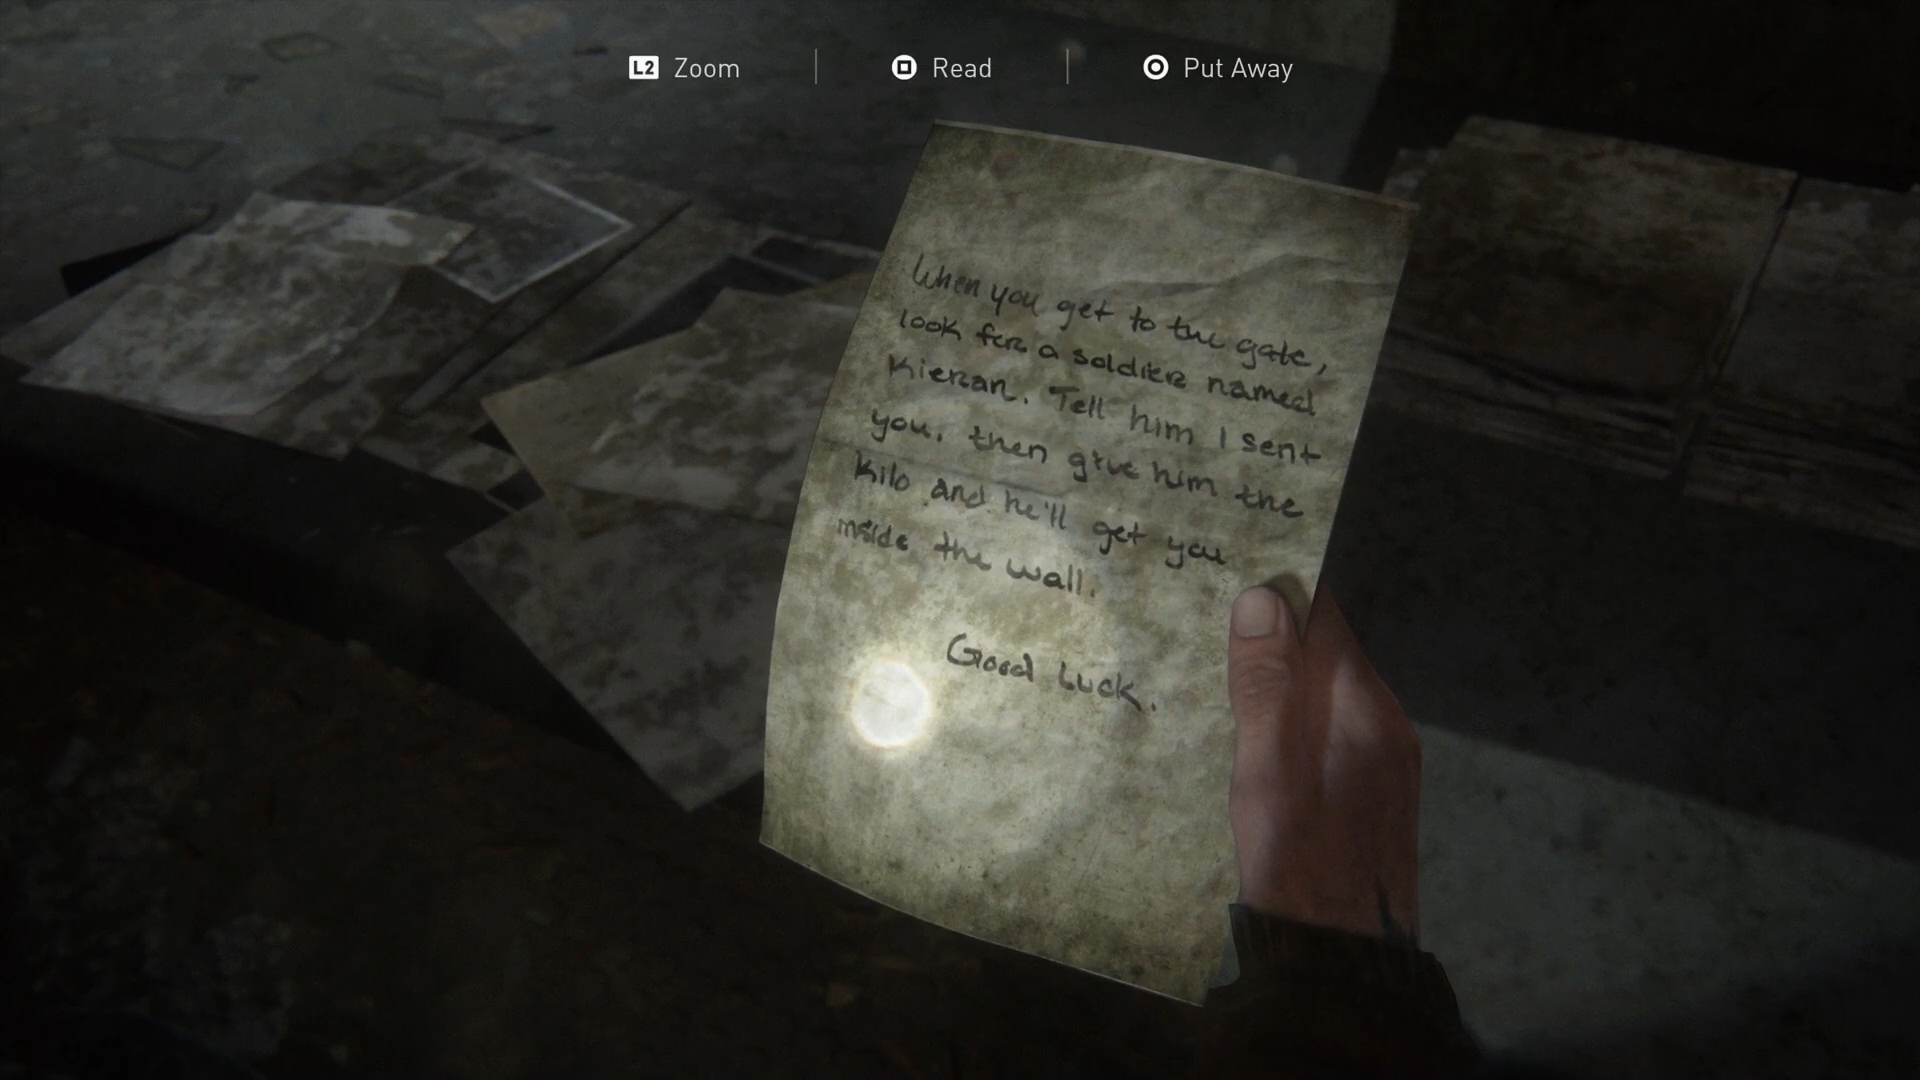 L2 Zoom | Read | Put Away
When you get to the gate,
look for a soldier named
Kieran. Tell him I sent
you, then give him the
Kilo and he'll get you
inside the wall.
Good Luck.